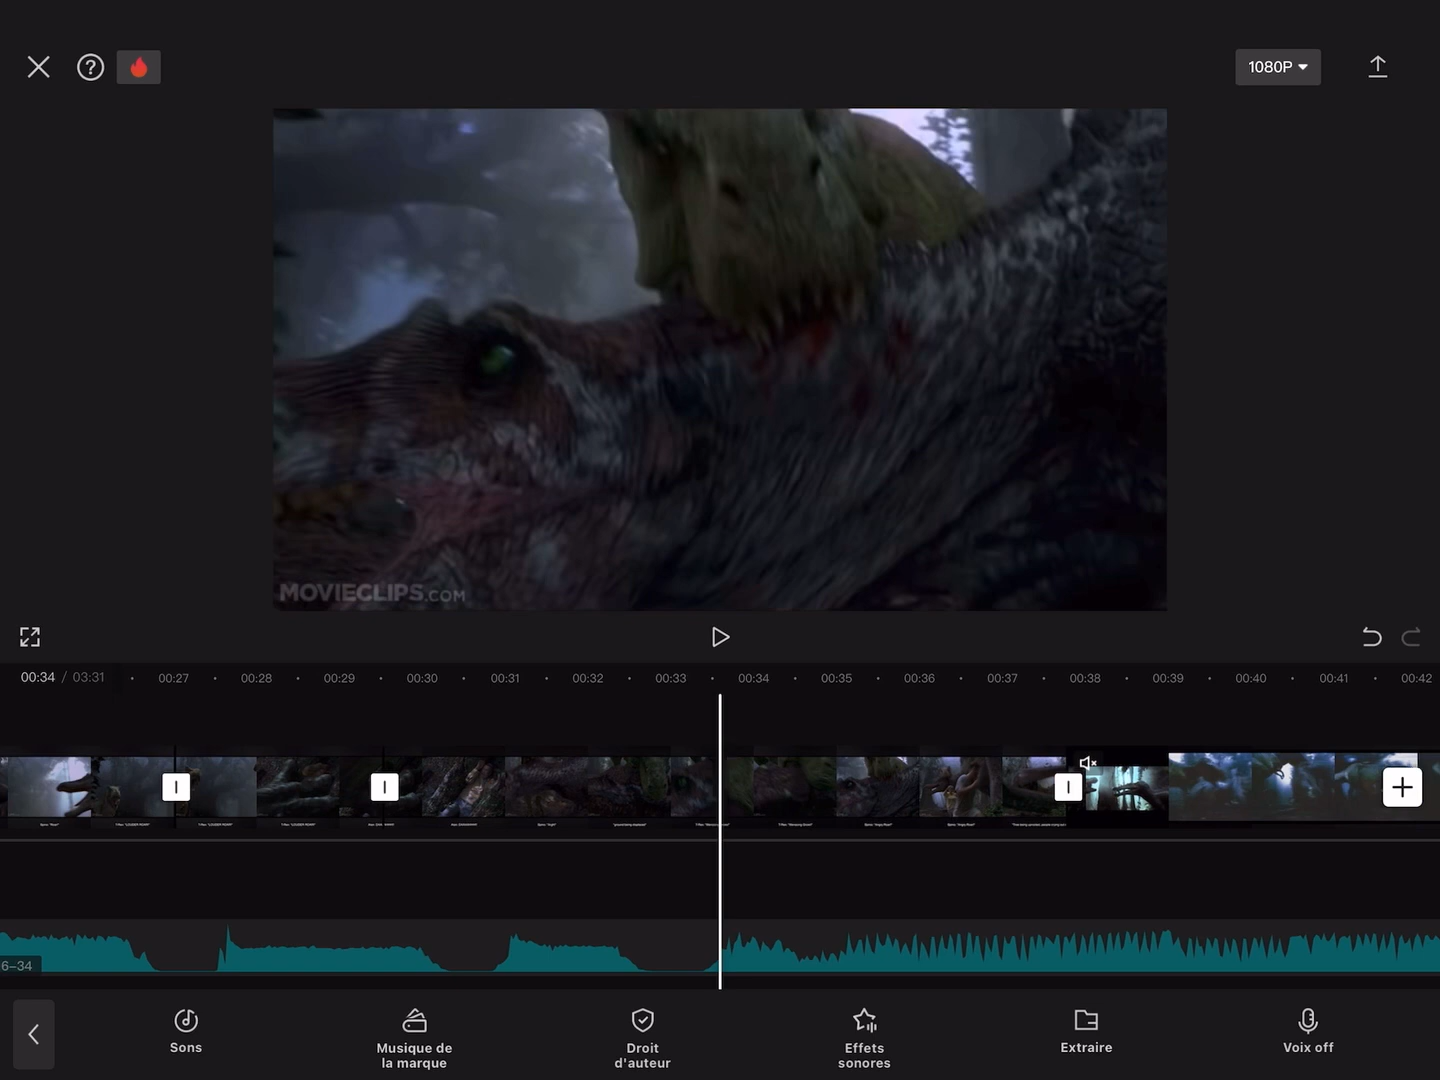 1080P
MOVIECLIPS.COM
00:34 / 03:31
00:27
00:28
00:29
00:30
00:31
00:32
00:33
00:34
00:35
00:36
00:37
00:38
00:39
00:40
00:41
00:42
6–34
Sons
Musique de
la marque
Droit
d'auteur
Effets
sonores
Extraire
Voix off